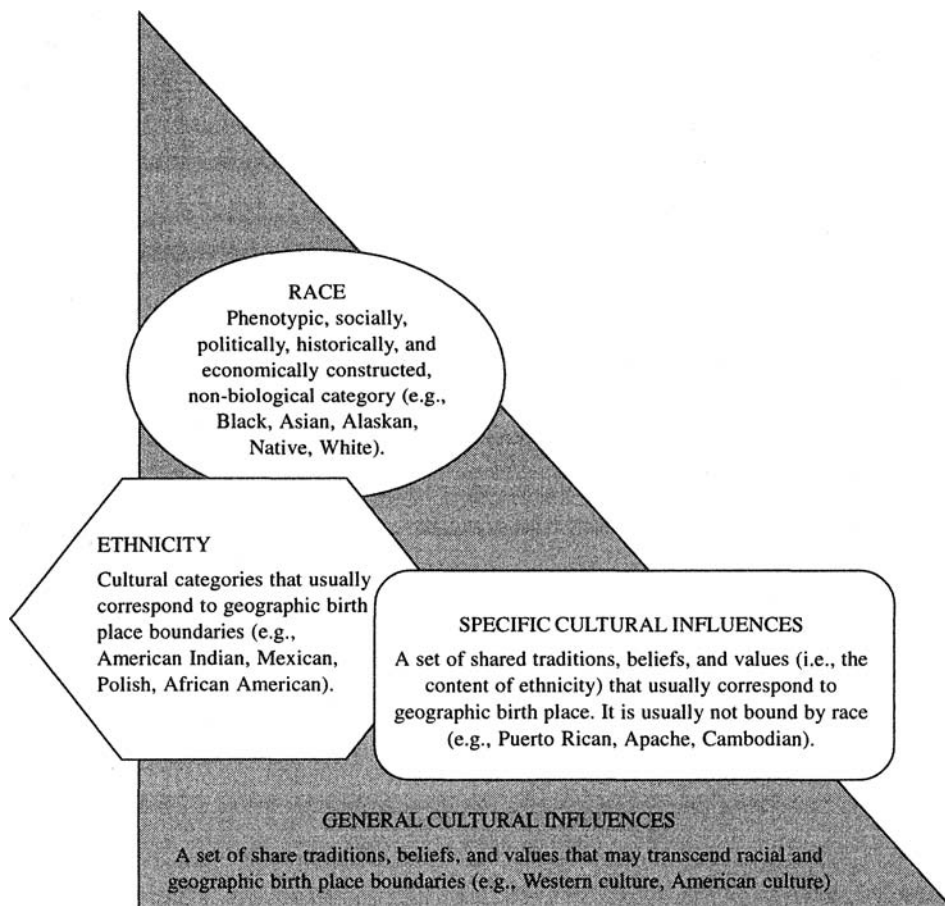 RACE
Phenotypic, socially,
politically, historically, and
economically constructed,
non-biological category (e.g.,
Black, Asian, Alaskan,
Native, White).
ETHNICITY
Cultural categories that usually
correspond to geographic birth
place boundaries (e.g.,
American Indian, Mexican,
Polish, African American).
SPECIFIC CULTURAL INFLUENCES
A set of shared traditions, beliefs, and values (i.e., the
content of ethnicity) that usually correspond to
geographic birth place. It is usually not bound by race
(e.g., Puerto Rican, Apache, Cambodian).
GENERAL CULTURAL INFLUENCES
A set of share traditions, beliefs, and values that may transcend racial and
geographic birth place boundaries (e.g., Western culture, American culture)